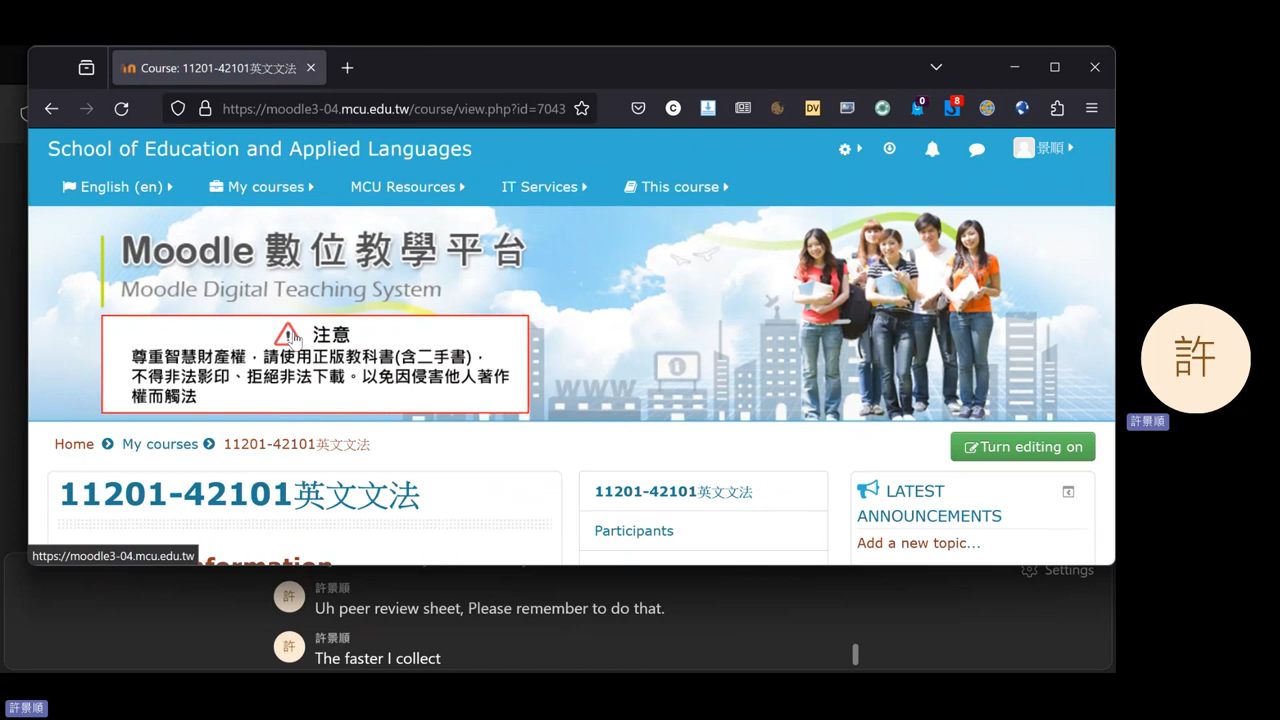 Course: 11201-42101英文文法
https://moodle3-04.mcu.edu.tw/course/view.php?id=7043
C
DV
0
8
School of Education and Applied Languages
景順
English (en)
My courses
MCU Resources
IT Services
This course
Moodle 數位教學平台
Moodle Digital Teaching System
注意
尊重智慧財產權，請使用正版教科書(含二手書)，
不得非法影印、拒絕非法下載。以免因侵害他人著作
權而觸法
WWW
Home
My courses
11201-42101英文文法
Turn editing on
11201-42101英文文法
11201-42101英文文法
Participants
LATEST
ANNOUNCEMENTS
Add a new topic...
https://moodle3-04.mcu.edu.tw
Settings
許
許景順
Uh peer review sheet, Please remember to do that.
許
許景順
The faster I collect
許
許景順
許景順